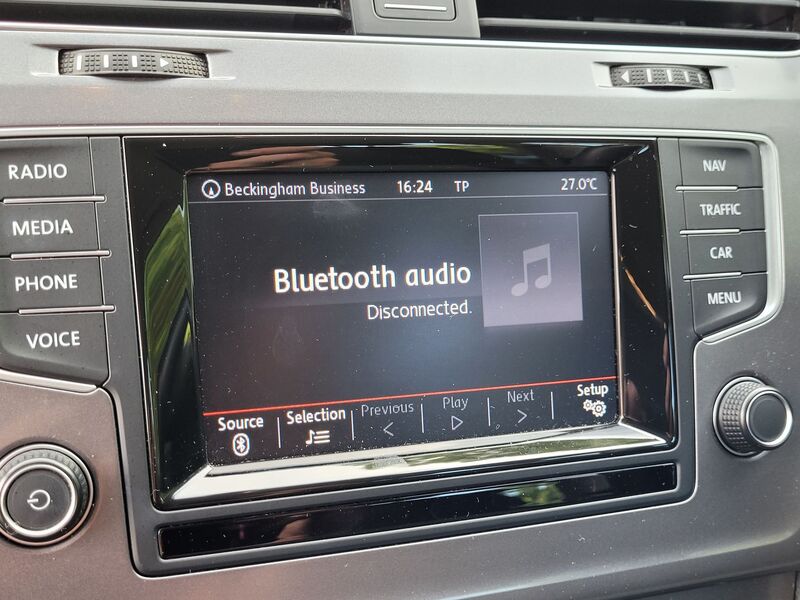 RADIO
MEDIA
PHONE
VOICE
Beckingham Business 16:24 TP 27.0°C
Bluetooth audio
Disconnected.
Source Selection Previous Play Next Setup
NAV
TRAFFIC
CAR
MENU